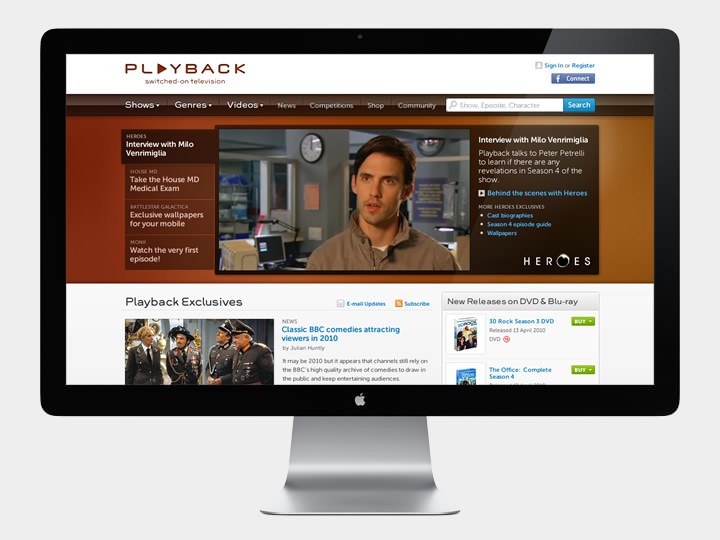 PLAYBACK
switched-on television
Sign In or Register
f Connect
Shows Genres Videos News Competitions Shop Community Show, Episode, Character Search
HEROES
Interview with Milo
Venrimiglia
HOUSE MD
Take the House MD
Medical Exam
BATTLESTAR GALACTICA
Exclusive wallpapers
for your mobile
MONK
Watch the very first
episode!
Interview with Milo Venrimiglia
Playback talks to Peter Petrelli
to learn if there are any
revelations in Season 4 of the
show.
Behind the scenes with Heroes
MORE HEROES EXCLUSIVES
Cast biographies
Season 4 episode guide
Wallpapers
HEROES
Playback Exclusives
E-mail Updates
Subscribe
NEWS
Classic BBC comedies attracting
viewers in 2010
by Julian Huntly
It may be 2010 but it appears that channels still rely on
the BBC's high quality archive of comedies to draw in
the public and keep entertaining audiences.
New Releases on DVD & Blu-ray
30 Rock Season 3 DVD
Released 13 April 2010
DVD
BUY
The Office: Complete
Season 4
BUY